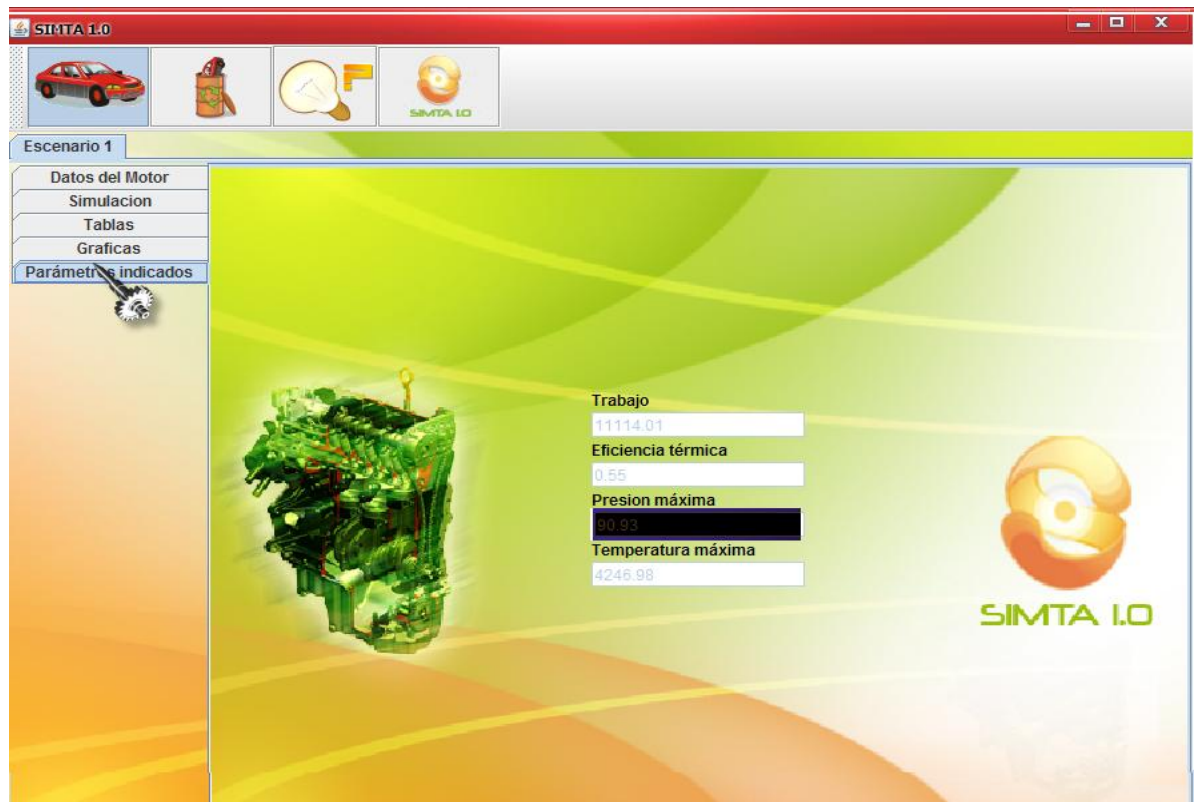 SIMTA 1.0
SIMTA 1.0
Escenario 1
Datos del Motor
Simulacion
Tablas
Graficas
Parámetros indicados
Trabajo
11114.01
Eficiencia térmica
0.55
Presion máxima
90.93
Temperatura máxima
4246.98
SIMTA 1.0